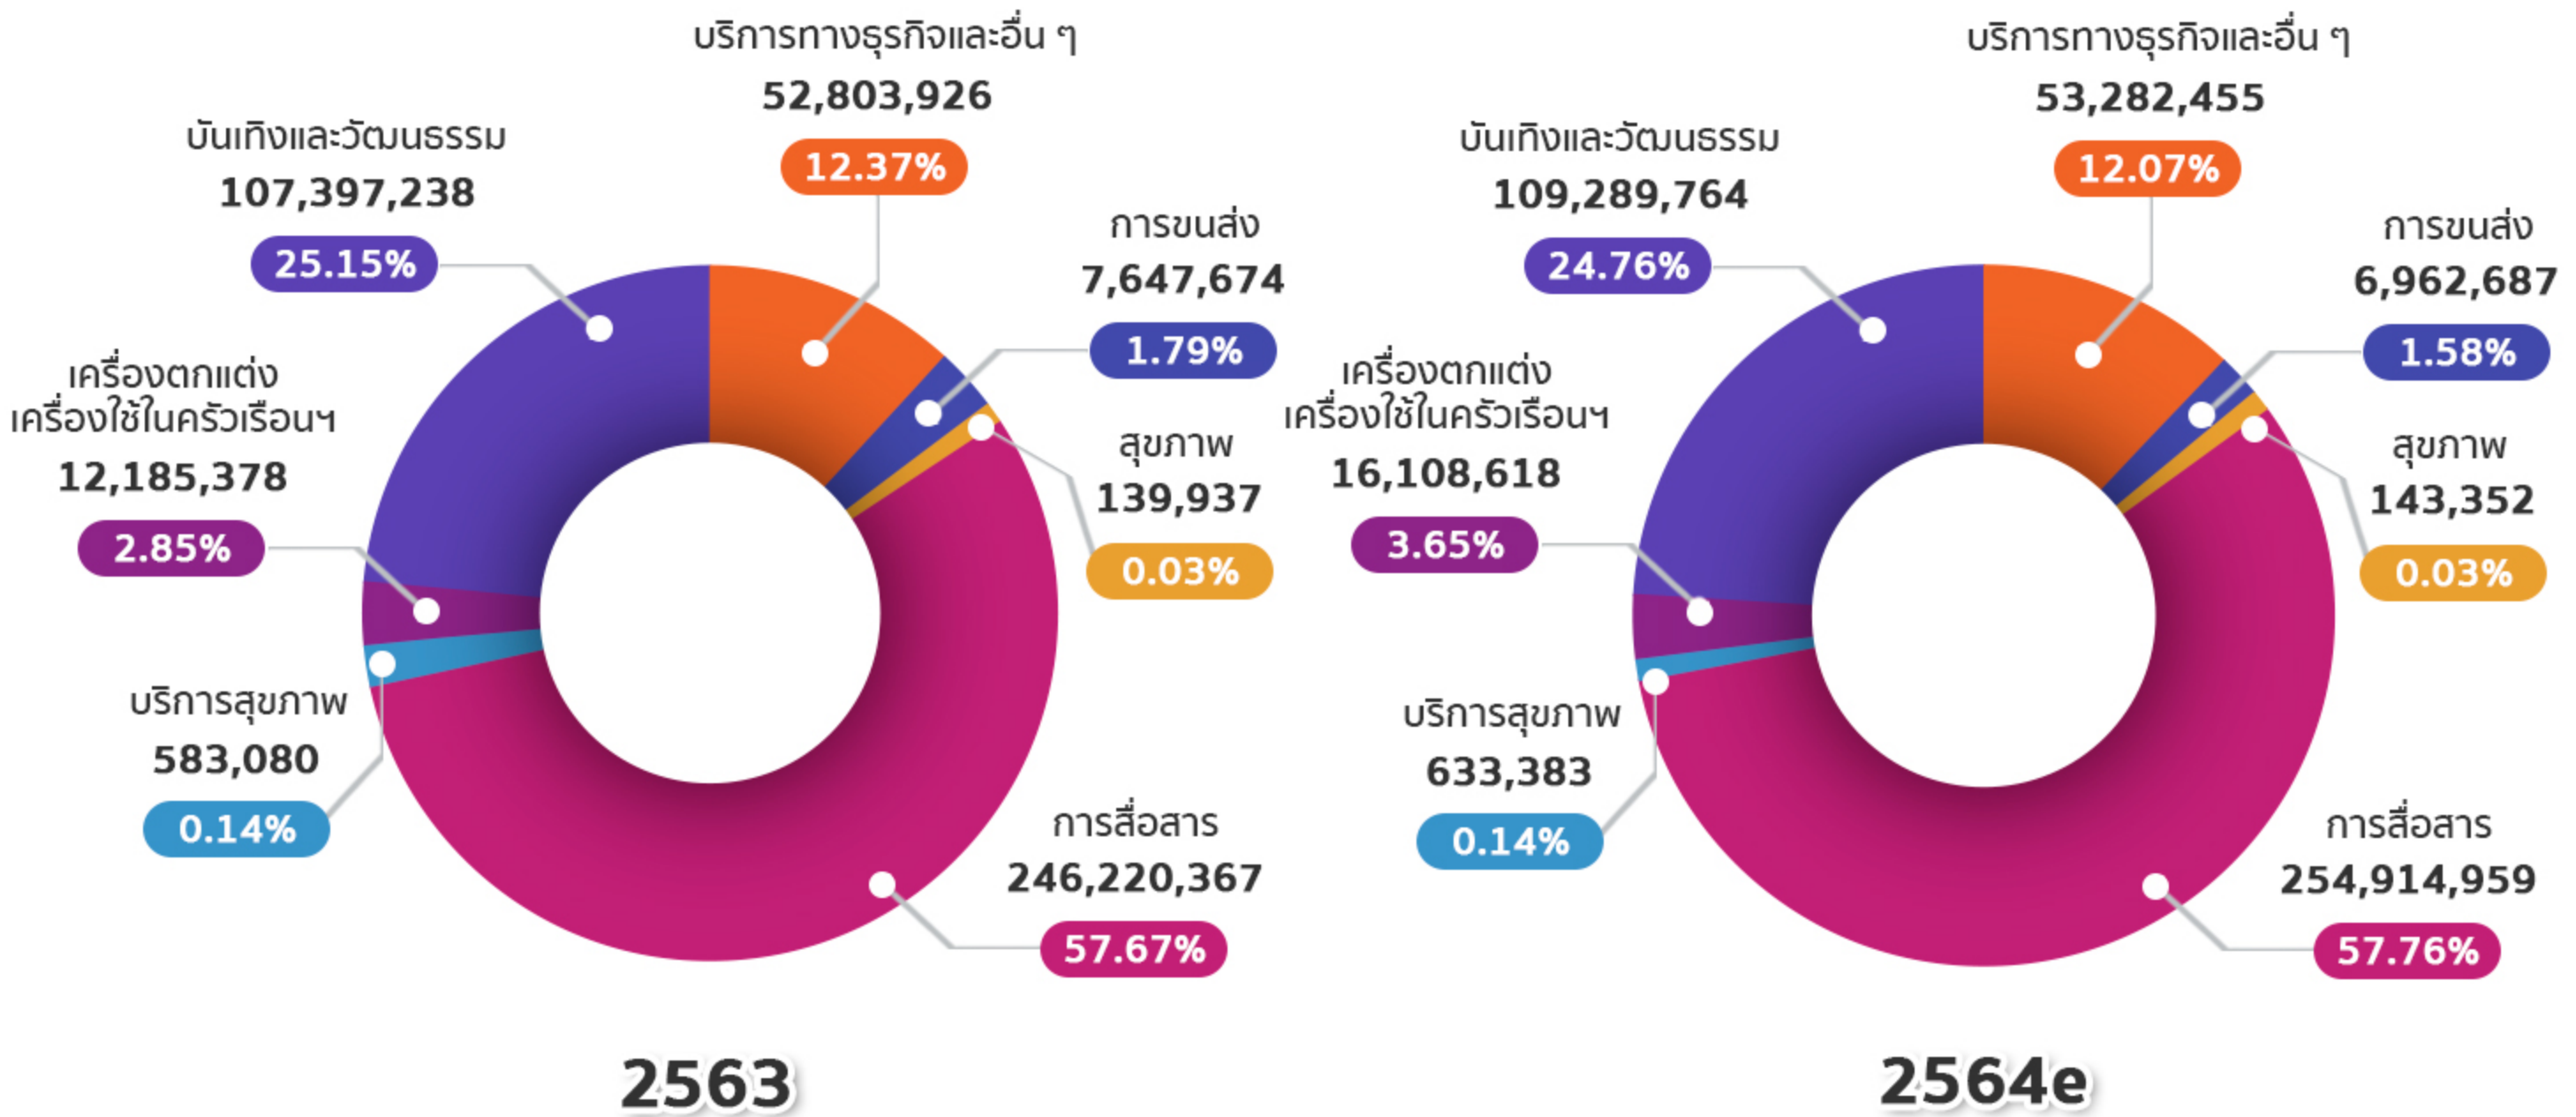 บริการทางธุรกิจและอื่น ๆ
52,803,926
12.37%
บันเทิงและวัฒนธรรม
107,397,238
25.15%
การขนส่ง
7,647,674
1.79%
เครื่องตกแต่ง
เครื่องใช้ในครัวเรือนฯ
12,185,378
2.85%
สุขภาพ
139,937
0.03%
บริการสุขภาพ
583,080
0.14%
การสื่อสาร
246,220,367
57.67%
2563
บริการทางธุรกิจและอื่น ๆ
53,282,455
12.07%
บันเทิงและวัฒนธรรม
109,289,764
24.76%
การขนส่ง
6,962,687
1.58%
เครื่องตกแต่ง
เครื่องใช้ในครัวเรือนฯ
16,108,618
3.65%
สุขภาพ
143,352
0.03%
บริการสุขภาพ
633,383
0.14%
การสื่อสาร
254,914,959
57.76%
2564e